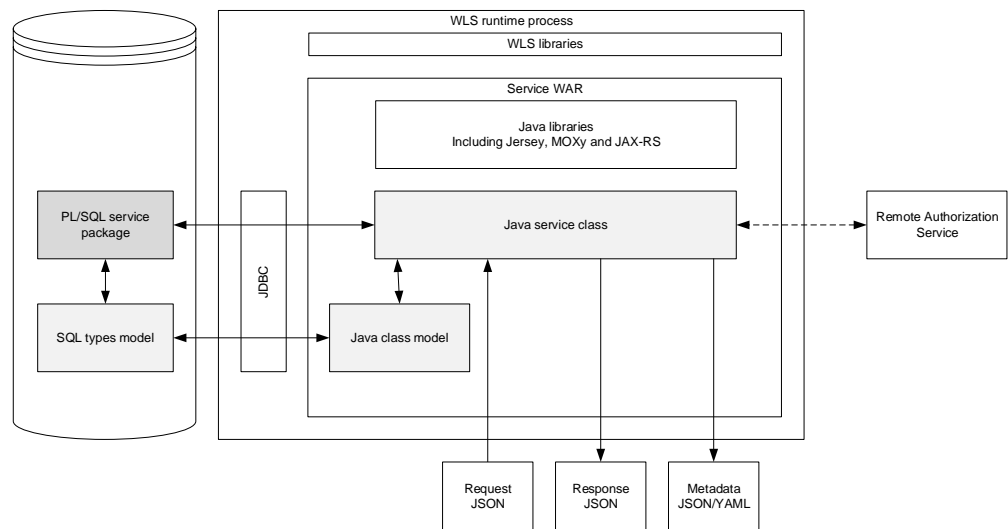 WLS runtime process
WLS libraries
Service WAR
Java libraries
Including Jersey, MOXy and JAX-RS
PL/SQL service
package
Java service class
Remote Authorization
Service
JDBC
SQL types model
Java class model
Request
JSON
Response
JSON
Metadata
JSON/YAML